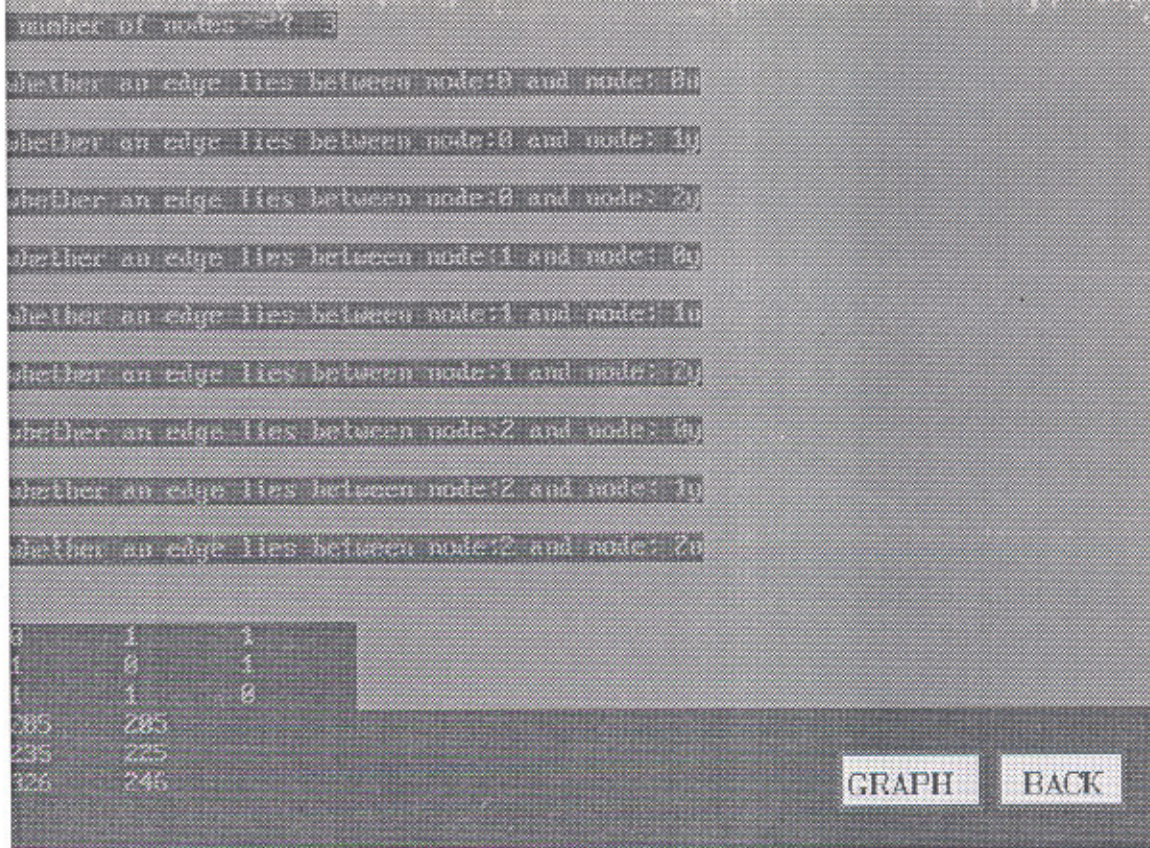 number of nodes ? 3
whether an edge lies between node:0 and node: 0n
whether an edge lies between node:0 and node: 1y
whether an edge lies between node:0 and node: 2y
whether an edge lies between node:1 and node: 0y
whether an edge lies between node:1 and node: 1n
whether an edge lies between node:1 and node: 2y
whether an edge lies between node:2 and node: 0y
whether an edge lies between node:2 and node: 1y
whether an edge lies between node:2 and node: 2n
0 1 1
1 0 1
1 1 0
205 205
235 225
326 246
GRAPH BACK